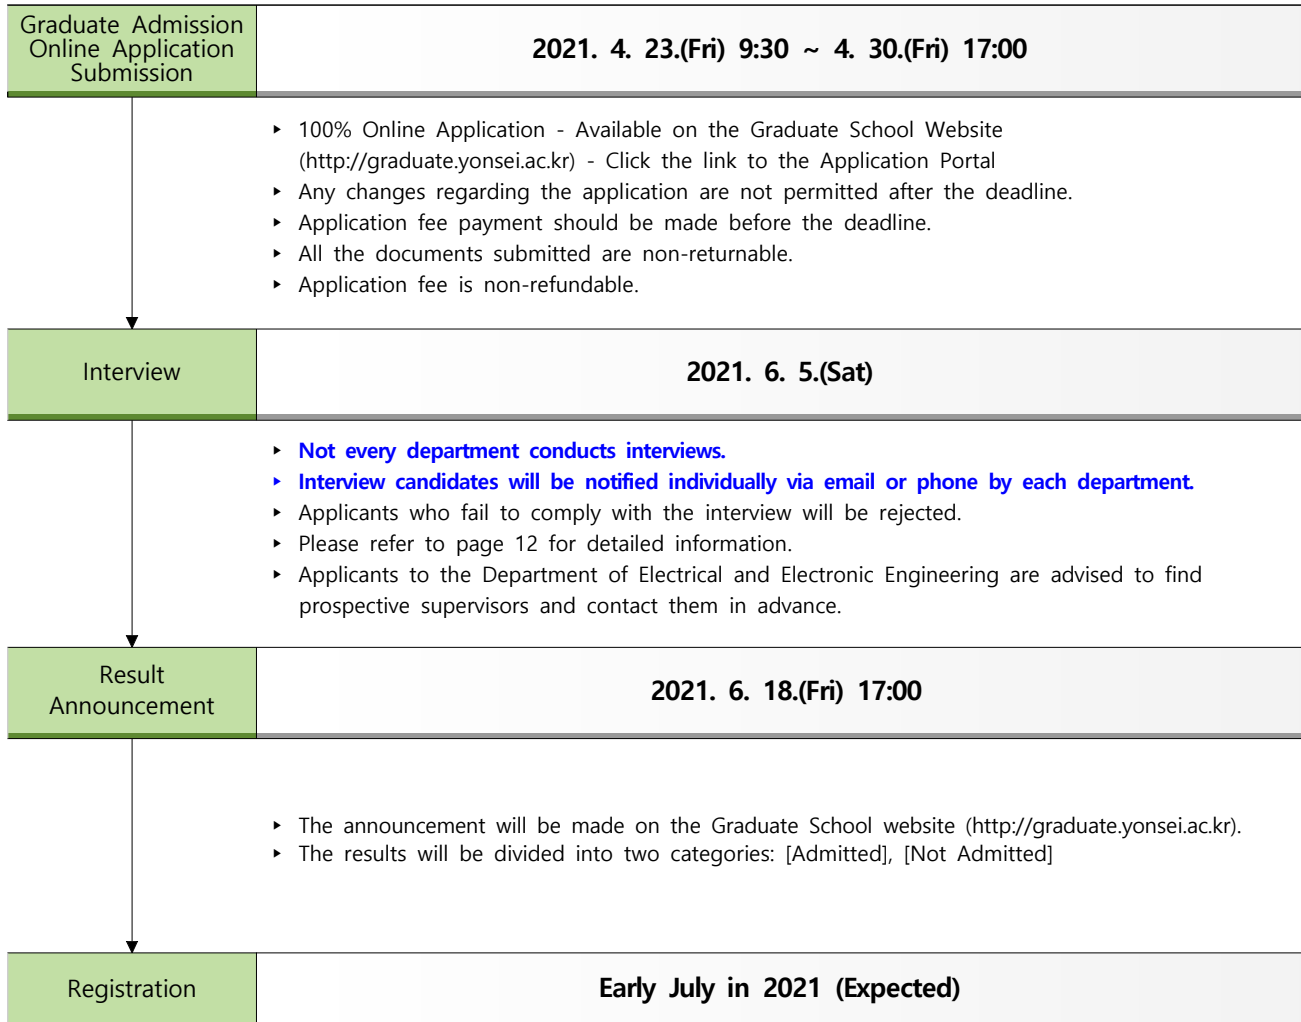 Graduate Admission
Online Application
Submission
2021. 4. 23.(Fri) 9:30 ~ 4. 30.(Fri) 17:00
▸ 100% Online Application - Available on the Graduate School Website
(http://graduate.yonsei.ac.kr) - Click the link to the Application Portal
▸ Any changes regarding the application are not permitted after the deadline.
▸ Application fee payment should be made before the deadline.
▸ All the documents submitted are non-returnable.
▸ Application fee is non-refundable.
Interview
2021. 6. 5.(Sat)
▸ Not every department conducts interviews.
▸ Interview candidates will be notified individually via email or phone by each department.
▸ Applicants who fail to comply with the interview will be rejected.
▸ Please refer to page 12 for detailed information.
▸ Applicants to the Department of Electrical and Electronic Engineering are advised to find
prospective supervisors and contact them in advance.
Result
Announcement
2021. 6. 18.(Fri) 17:00
▸ The announcement will be made on the Graduate School website (http://graduate.yonsei.ac.kr).
▸ The results will be divided into two categories: [Admitted], [Not Admitted]
Registration
Early July in 2021 (Expected)